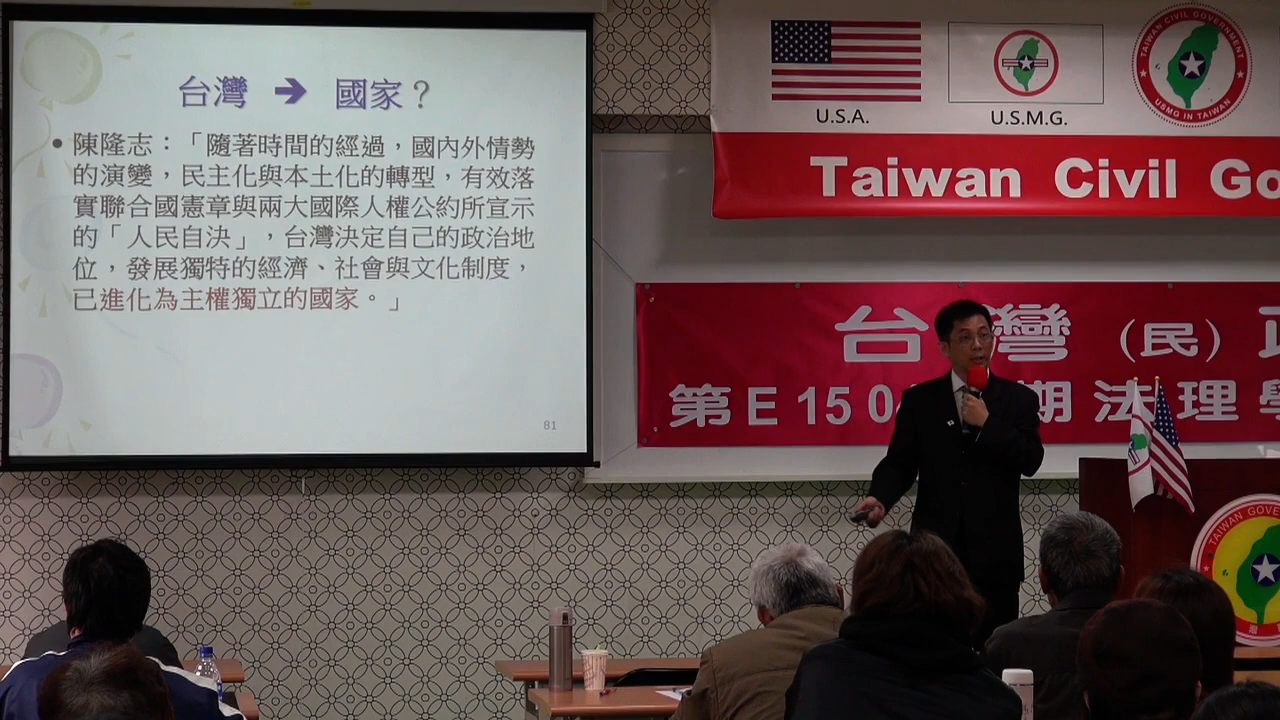 台灣 ➔ 國家？
• 陳隆志：「隨著時間的經過，國內外情勢
的演變，民主化與本土化的轉型，有效落
實聯合國憲章與兩大國際人權公約所宣示
的「人民自決」，台灣決定自己的政治地
位，發展獨特的經濟、社會與文化制度，
已進化為主權獨立的國家。」
81
U.S.A.
U.S.M.G.
TAIWAN CIVIL GOVERNMENT
USMG IN TAIWAN
Taiwan Civil Go
台灣（民）
第E150 期法理學
TAIWAN GOVE
灣